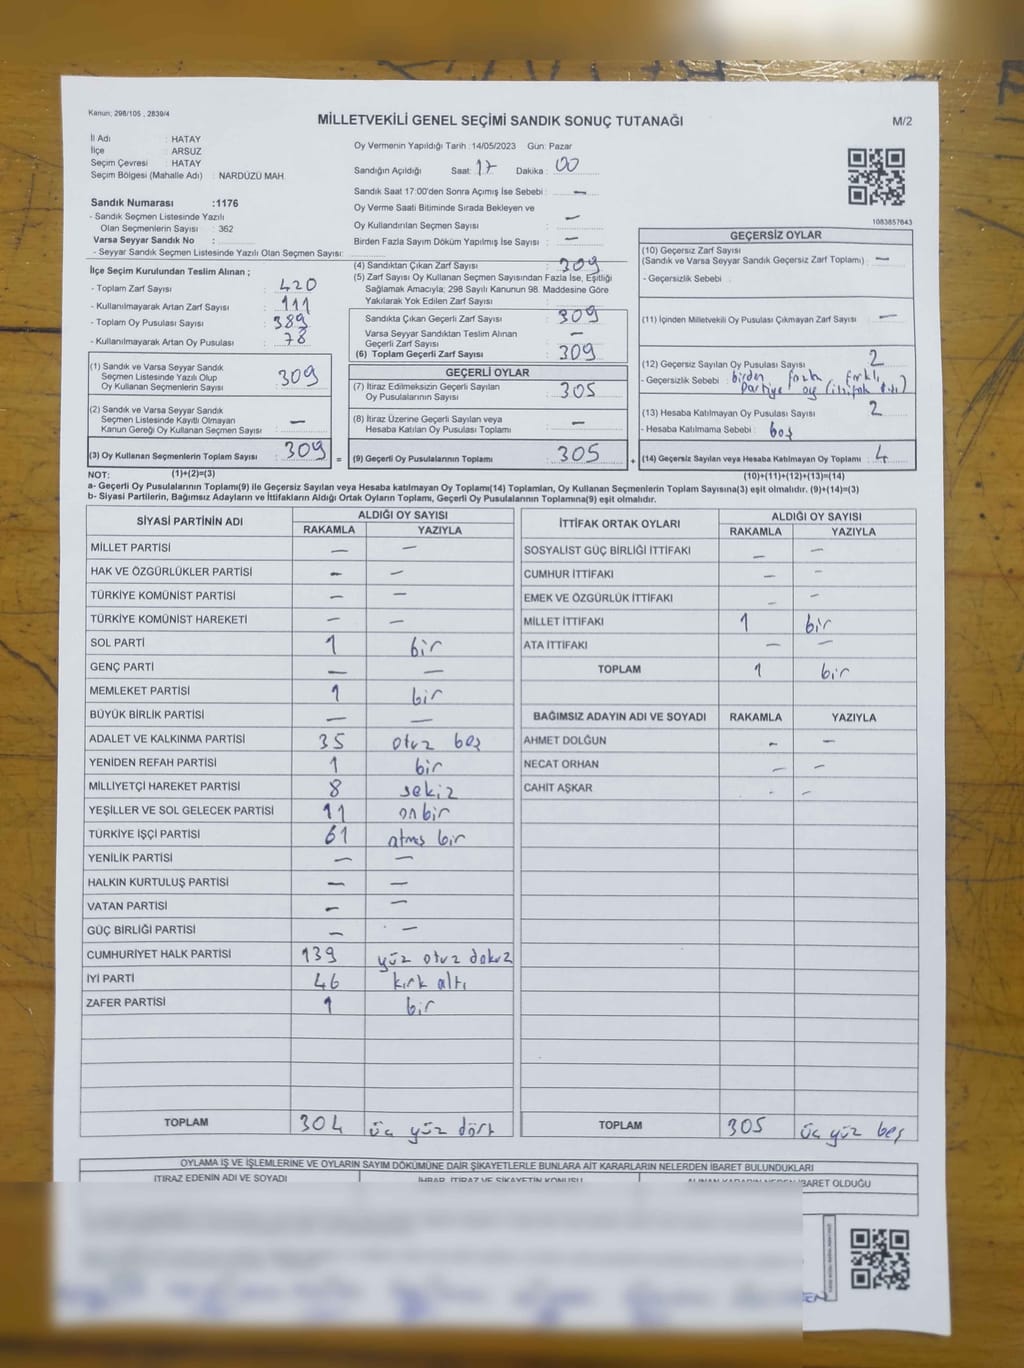 Kanun; 298/105 , 2839/4
MİLLETVEKİLİ GENEL SEÇİMİ SANDIK SONUÇ TUTANAĞI
M/2
İl Adı : HATAY
İlçe : ARSUZ
Seçim Çevresi : HATAY
Seçim Bölgesi (Mahalle Adı) : NARDÜZÜ MAH.
Sandık Numarası :1176
- Sandık Seçmen Listesinde Yazılı
Olan Seçmenlerin Sayısı : 362
Varsa Seyyar Sandık No :
- Seyyar Sandık Seçmen Listesinde Yazılı Olan Seçmen Sayısı:
İlçe Seçim Kurulundan Teslim Alınan ;
- Toplam Zarf Sayısı : 420
- Kullanılmayarak Artan Zarf Sayısı : 111
- Toplam Oy Pusulası Sayısı : 389
- Kullanılmayarak Artan Oy Pusulası : 78
(1) Sandık ve Varsa Seyyar Sandık
Seçmen Listesinde Yazılı Olup
Oy Kullanan Seçmenlerin Sayısı : 309
(2) Sandık ve Varsa Seyyar Sandık
Seçmen Listesinde Kayıtlı Olmayan
Kanun Gereği Oy Kullanan Seçmen Sayısı : —
(3) Oy Kullanan Seçmenlerin Toplam Sayısı : 309
Oy Vermenin Yapıldığı Tarih : 14/05/2023 Gün: Pazar
Sandığın Açıldığı Saat: 17 Dakika : 00
Sandık Saat 17:00'den Sonra Açımış İse Sebebi : —
Oy Verme Saati Bitiminde Sırada Bekleyen ve
Oy Kullandırılan Seçmen Sayısı : —
Birden Fazla Sayım Döküm Yapılmış İse Sayısı : —
(4) Sandıktan Çıkan Zarf Sayısı : 309
(5) Zarf Sayısı Oy Kullanan Seçmen Sayısından Fazla İse, Eşitliği
Sağlamak Amacıyla; 298 Sayılı Kanunun 98. Maddesine Göre
Yakılarak Yok Edilen Zarf Sayısı :
Sandıkta Çıkan Geçerli Zarf Sayısı : 309
Varsa Seyyar Sandıktan Teslim Alınan
Geçerli Zarf Sayısı : —
(6) Toplam Geçerli Zarf Sayısı : 309
GEÇERLİ OYLAR
(7) İtiraz Edilmeksizin Geçerli Sayılan
Oy Pusulalarının Sayısı : 305
(8) İtiraz Üzerine Geçerli Sayılan veya
Hesaba Katılan Oy Pusulası Toplamı : —
= (9) Geçerli Oy Pusulalarının Toplamı : 305
1083857643
GEÇERSİZ OYLAR
(10) Geçersiz Zarf Sayısı
(Sandık ve Varsa Seyyar Sandık Geçersiz Zarf Toplamı) : —
- Geçersizlik Sebebi :
(11) İçinden Milletvekili Oy Pusulası Çıkmayan Zarf Sayısı : —
(12) Geçersiz Sayılan Oy Pusulası Sayısı : 2
- Geçersizlik Sebebi : birden fazla farklı
partiye oy
(13) Hesaba Katılmayan Oy Pusulası Sayısı : 2
- Hesaba Katılmama Sebebi : boş
+ (14) Geçersiz Sayılan veya Hesaba Katılmayan Oy Toplamı : 4
NOT: (1)+(2)=(3) (10)+(11)+(12)+(13)=(14)
a- Geçerli Oy Pusulalarının Toplamı(9) ile Geçersiz Sayılan veya Hesaba katılmayan Oy Toplamı(14) Toplamları, Oy Kullanan Seçmenlerin Toplam Sayısına(3) eşit olmalıdır. (9)+(14)=(3)
b- Siyasi Partilerin, Bağımsız Adayların ve İttifakların Aldığı Ortak Oyların Toplamı, Geçerli Oy Pusulalarının Toplamına(9) eşit olmalıdır.
SİYASİ PARTİNİN ADI ALDIĞI OY SAYISI
RAKAMLA YAZIYLA
MİLLET PARTİSİ — —
HAK VE ÖZGÜRLÜKLER PARTİSİ — —
TÜRKİYE KOMÜNİST PARTİSİ — —
TÜRKİYE KOMÜNİST HAREKETİ — —
SOL PARTİ 1 bir
GENÇ PARTİ — —
MEMLEKET PARTİSİ 1 bir
BÜYÜK BİRLİK PARTİSİ — —
ADALET VE KALKINMA PARTİSİ 35 otuz beş
YENİDEN REFAH PARTİSİ 1 bir
MİLLİYETÇİ HAREKET PARTİSİ 8 sekiz
YEŞİLLER VE SOL GELECEK PARTİSİ 11 on bir
TÜRKİYE İŞÇİ PARTİSİ 61 atmış bir
YENİLİK PARTİSİ — —
HALKIN KURTULUŞ PARTİSİ — —
VATAN PARTİSİ — —
GÜÇ BİRLİĞİ PARTİSİ — —
CUMHURİYET HALK PARTİSİ 139 yüz otuz dokuz
İYİ PARTİ 46 kırk altı
ZAFER PARTİSİ 1 bir
TOPLAM 304 üç yüz dört
İTTİFAK ORTAK OYLARI ALDIĞI OY SAYISI
RAKAMLA YAZIYLA
SOSYALİST GÜÇ BİRLİĞİ İTTİFAKI — —
CUMHUR İTTİFAKI — —
EMEK VE ÖZGÜRLÜK İTTİFAKI — —
MİLLET İTTİFAKI 1 bir
ATA İTTİFAKI — —
TOPLAM 1 bir
BAĞIMSIZ ADAYIN ADI VE SOYADI RAKAMLA YAZIYLA
AHMET DOLĞUN — —
NECAT ORHAN — —
CAHİT AŞKAR — —
TOPLAM 305 üç yüz beş
OYLAMA İŞ VE İŞLEMLERINE VE OYLARIN SAYIM DÖKÜMÜNE DAİR ŞİKAYETLERLE BUNLARA AİT KARARLARIN NELERDEN İBARET BULUNDUKLARI
İTİRAZ EDENİN ADI VE SOYADI İHBAR, İTİRAZ VE ŞİKAYETİN KONUSU ALINAN KARARIN NEDEN İBARET OLDUĞU